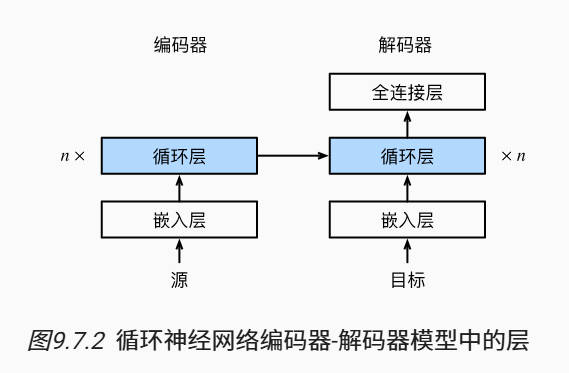 编码器 解码器
全连接层
n × 循环层 循环层 × n
嵌入层 嵌入层
源 目标
图9.7.2 循环神经网络编码器-解码器模型中的层